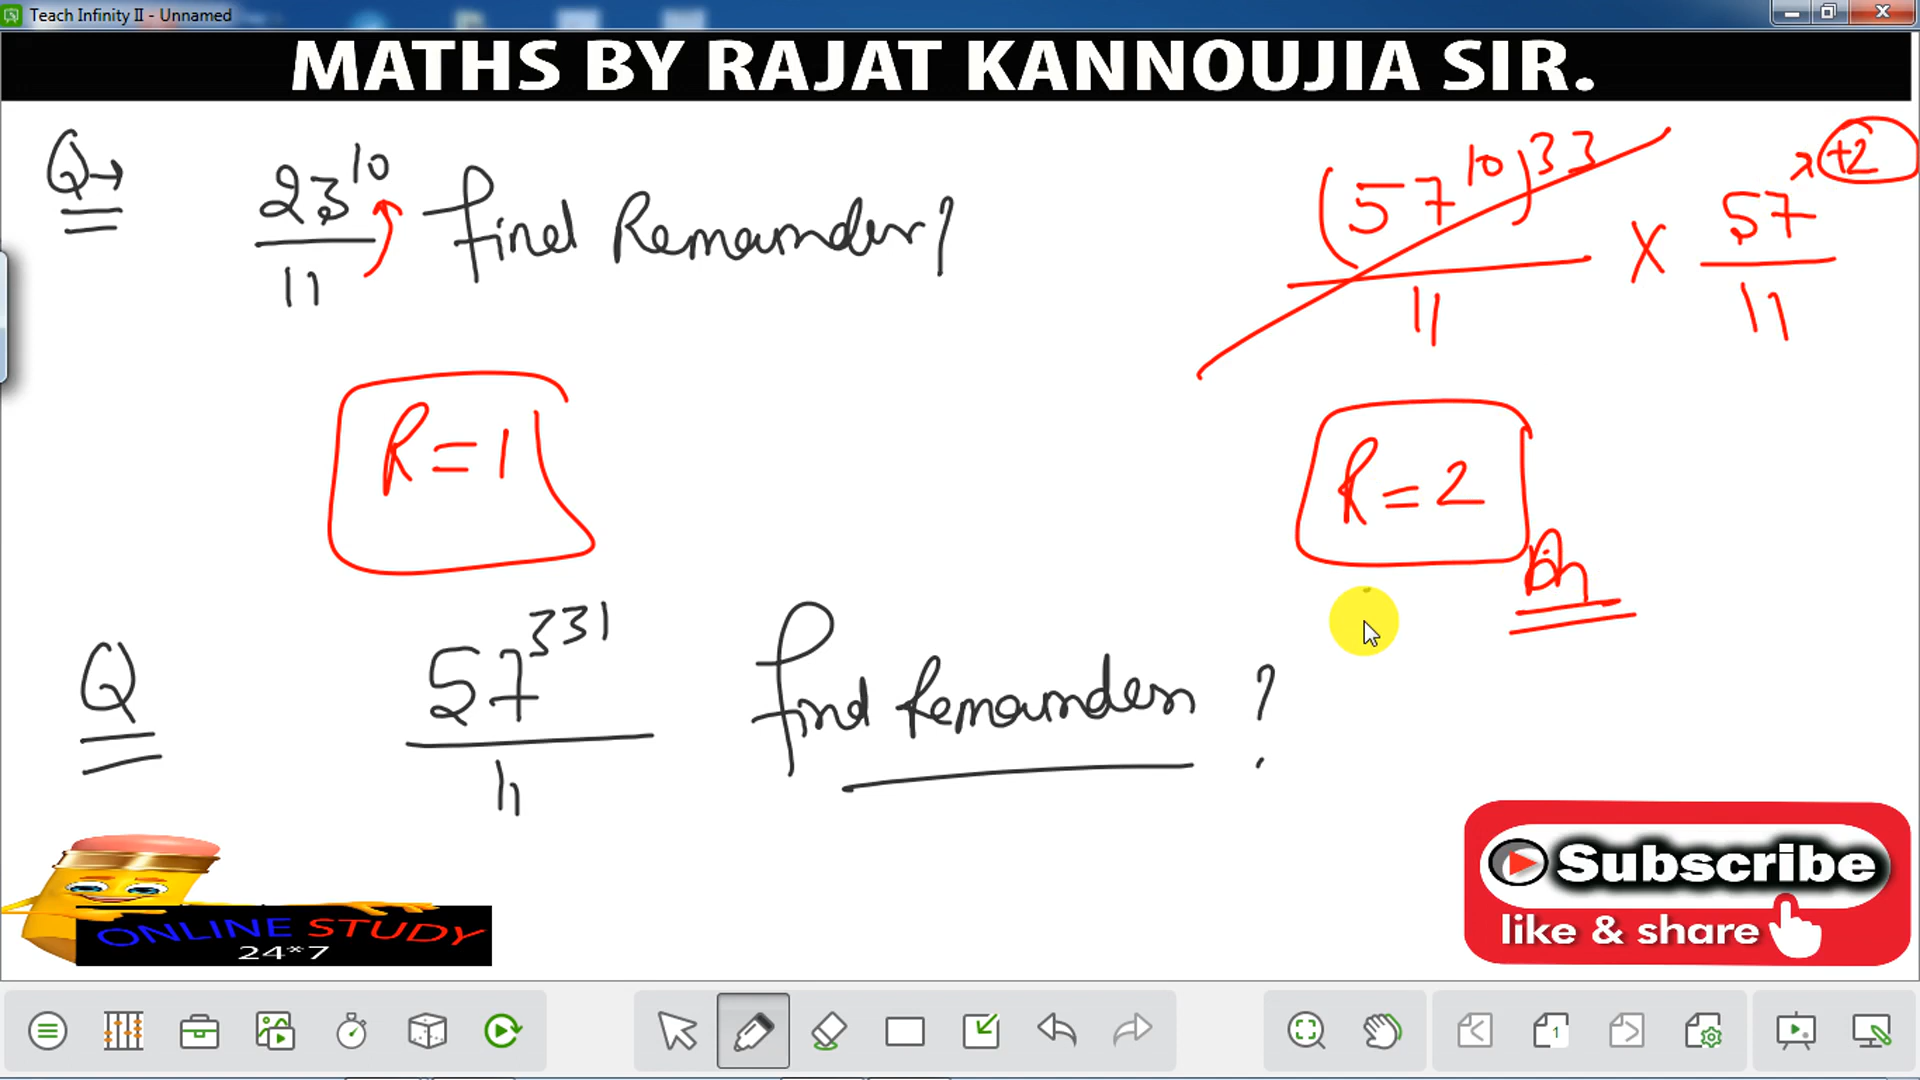 Teach Infinity II - Unnamed
MATHS BY RAJAT KANNOUJIA SIR.
Q→ 23^10 / 11 find Remainder?
R = 1
(57^10)^33 / 11 × 57 / 11 → +2
R = 2
Q 57^331 / 11 find Remainder ?
ONLINE STUDY
24*7
Subscribe
like & share
1